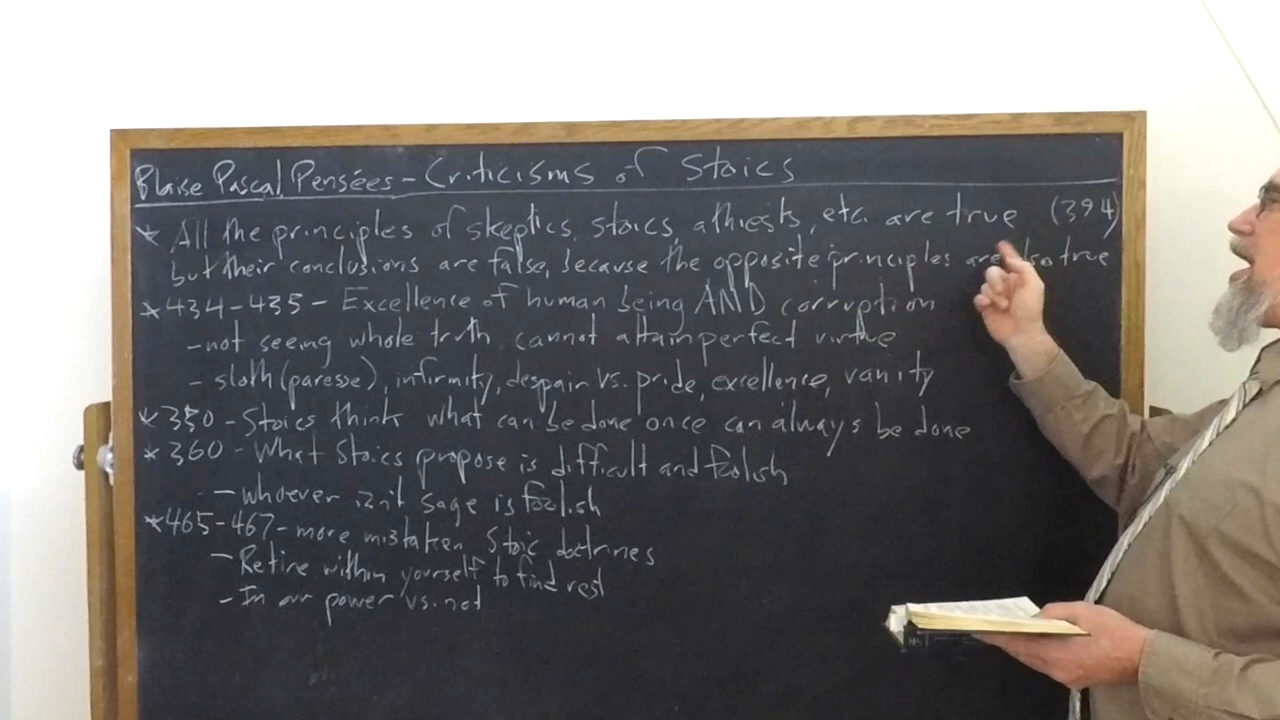 Blaise Pascal Pensées - Criticisms of Stoics
* All the principles of skeptics, stoics, athiests, etc. are true (394)
but their conclusions are false, because the opposite principles are also true
* 434-435 - Excellence of human being AND corruption
- not seeing whole truth, cannot attain perfect virtue
- sloth (paresse), infirmity, despair vs. pride, excellence, vanity
* 350 - Stoics think what can be done once can always be done
* 360 - What Stoics propose is difficult and foolish
- whoever isn't sage is foolish
* 465-467 - more mistaken Stoic doctrines
- Retire within yourself to find rest
- In our power vs. not